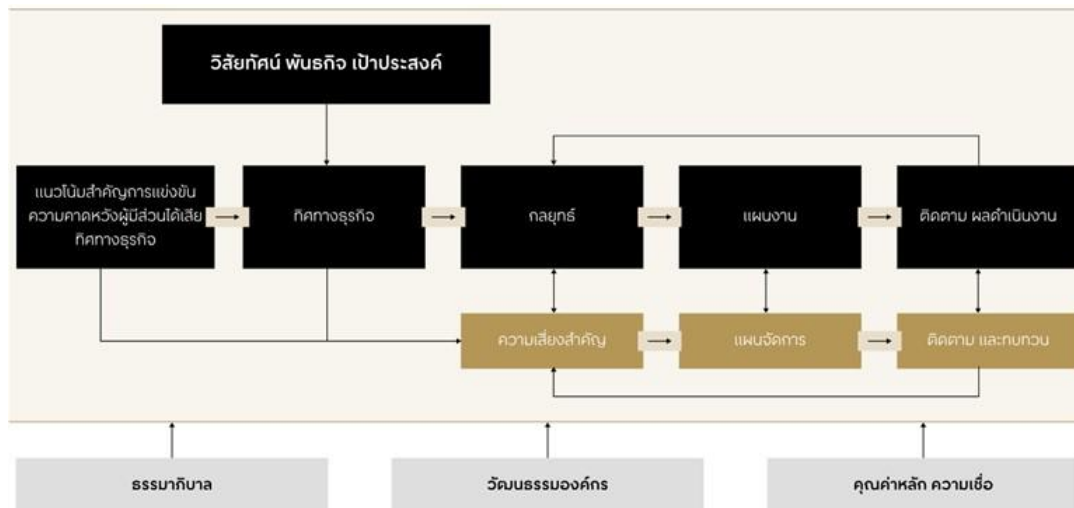 วิสัยทัศน์ พันธกิจ เป้าประสงค์
แนวโน้มสำคัญการแข่งขัน
ความคาดหวังผู้มีส่วนได้เสีย
ทิศทางธุรกิจ
ทิศทางธุรกิจ
กลยุทธ์
แผนงาน
ติดตาม ผลดำเนินงาน
ความเสี่ยงสำคัญ
แผนจัดการ
ติดตาม และทบทวน
ธรรมาภิบาล
วัฒนธรรมองค์กร
คุณค่าหลัก ความเชื่อ